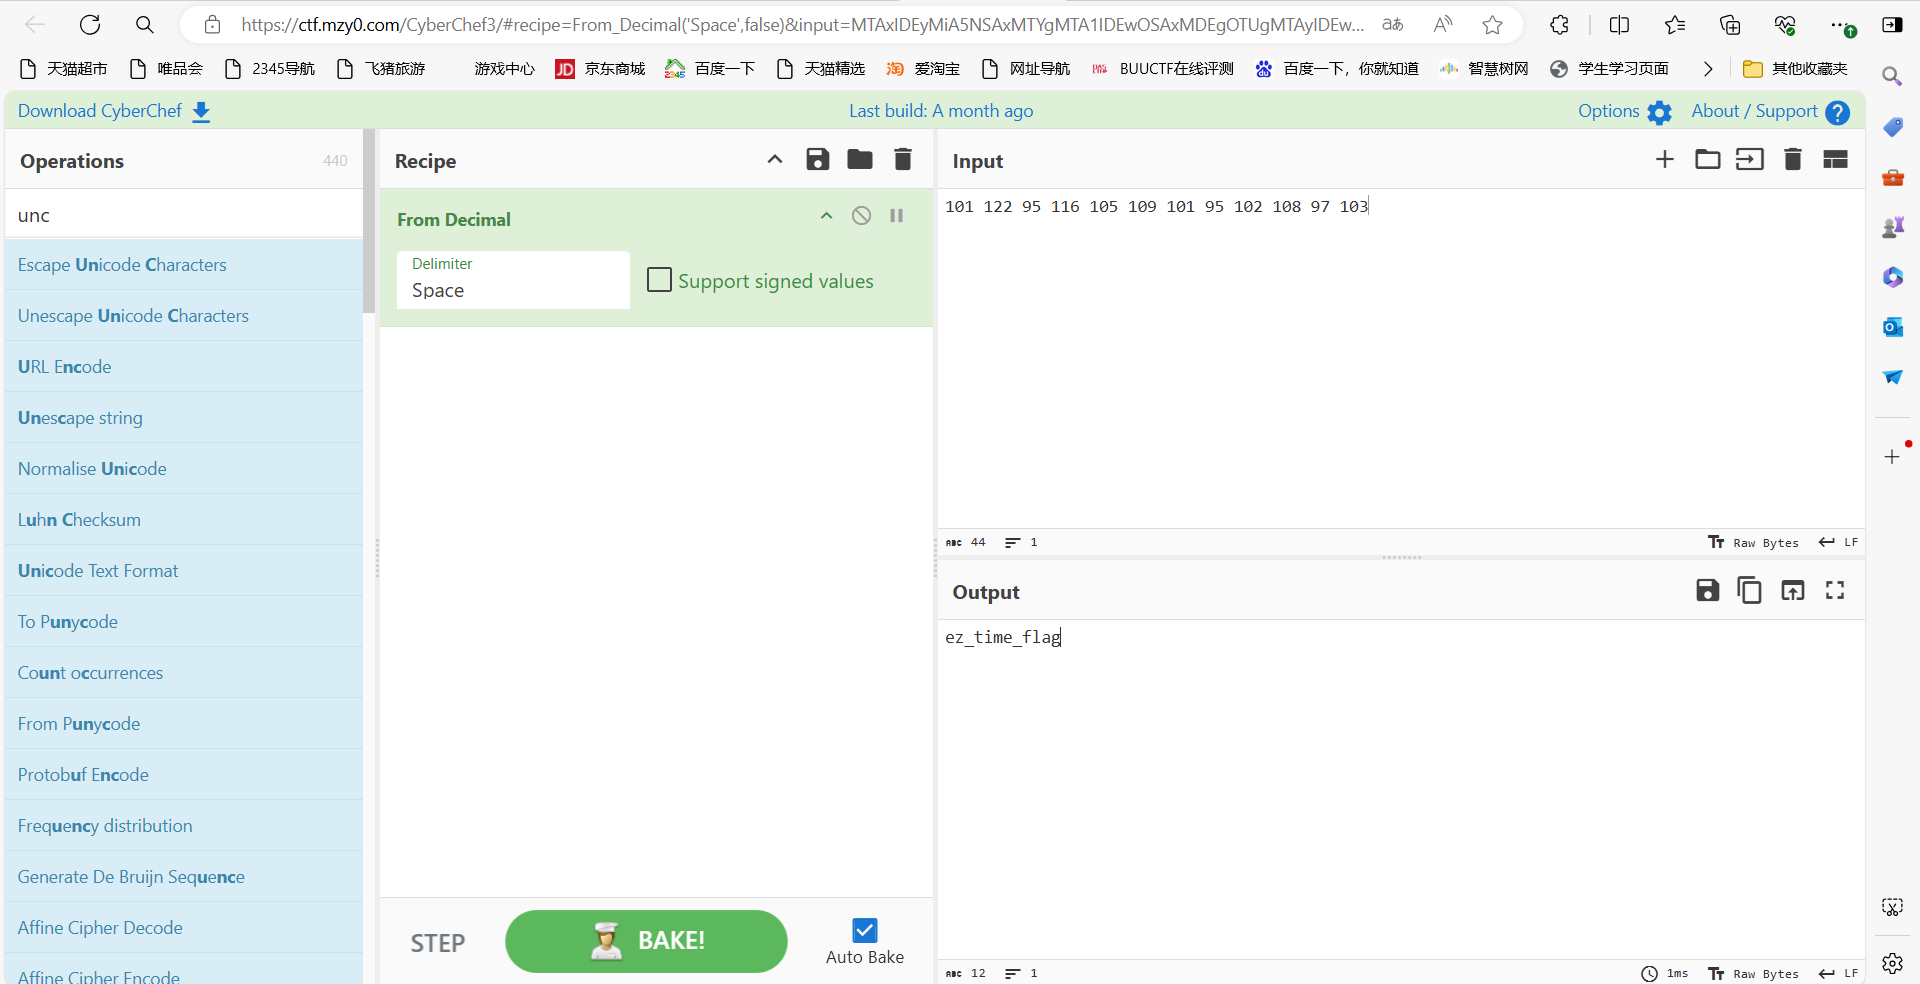 https://ctf.mzy0.com/CyberChef3/#recipe=From_Decimal('Space',false)&input=MTAxIDEyMiA5NSAxMTYgMTA1IDEwOSAxMDEgOTUgMTAyIDEw...
天猫超市 唯品会 2345导航 飞猪旅游 游戏中心 JD 京东商城 2345 百度一下 天猫精选 淘 爱淘宝 网址导航 BUUCTF在线评测 百度一下，你就知道 智慧树网 学生学习页面 其他收藏夹
Download CyberChef Last build: A month ago Options About / Support
Operations 440
unc
Escape Unicode Characters
Unescape Unicode Characters
URL Encode
Unescape string
Normalise Unicode
Luhn Checksum
Unicode Text Format
To Punycode
Count occurrences
From Punycode
Protobuf Encode
Frequency distribution
Generate De Bruijn Sequence
Affine Cipher Decode
Affine Cipher Encode
Recipe
From Decimal
Delimiter
Space
Support signed values
STEP
BAKE!
Auto Bake
Input
101 122 95 116 105 109 101 95 102 108 97 103
ABC 44 1 Raw Bytes LF
Output
ez_time_flag
ABC 12 1 1ms Raw Bytes LF